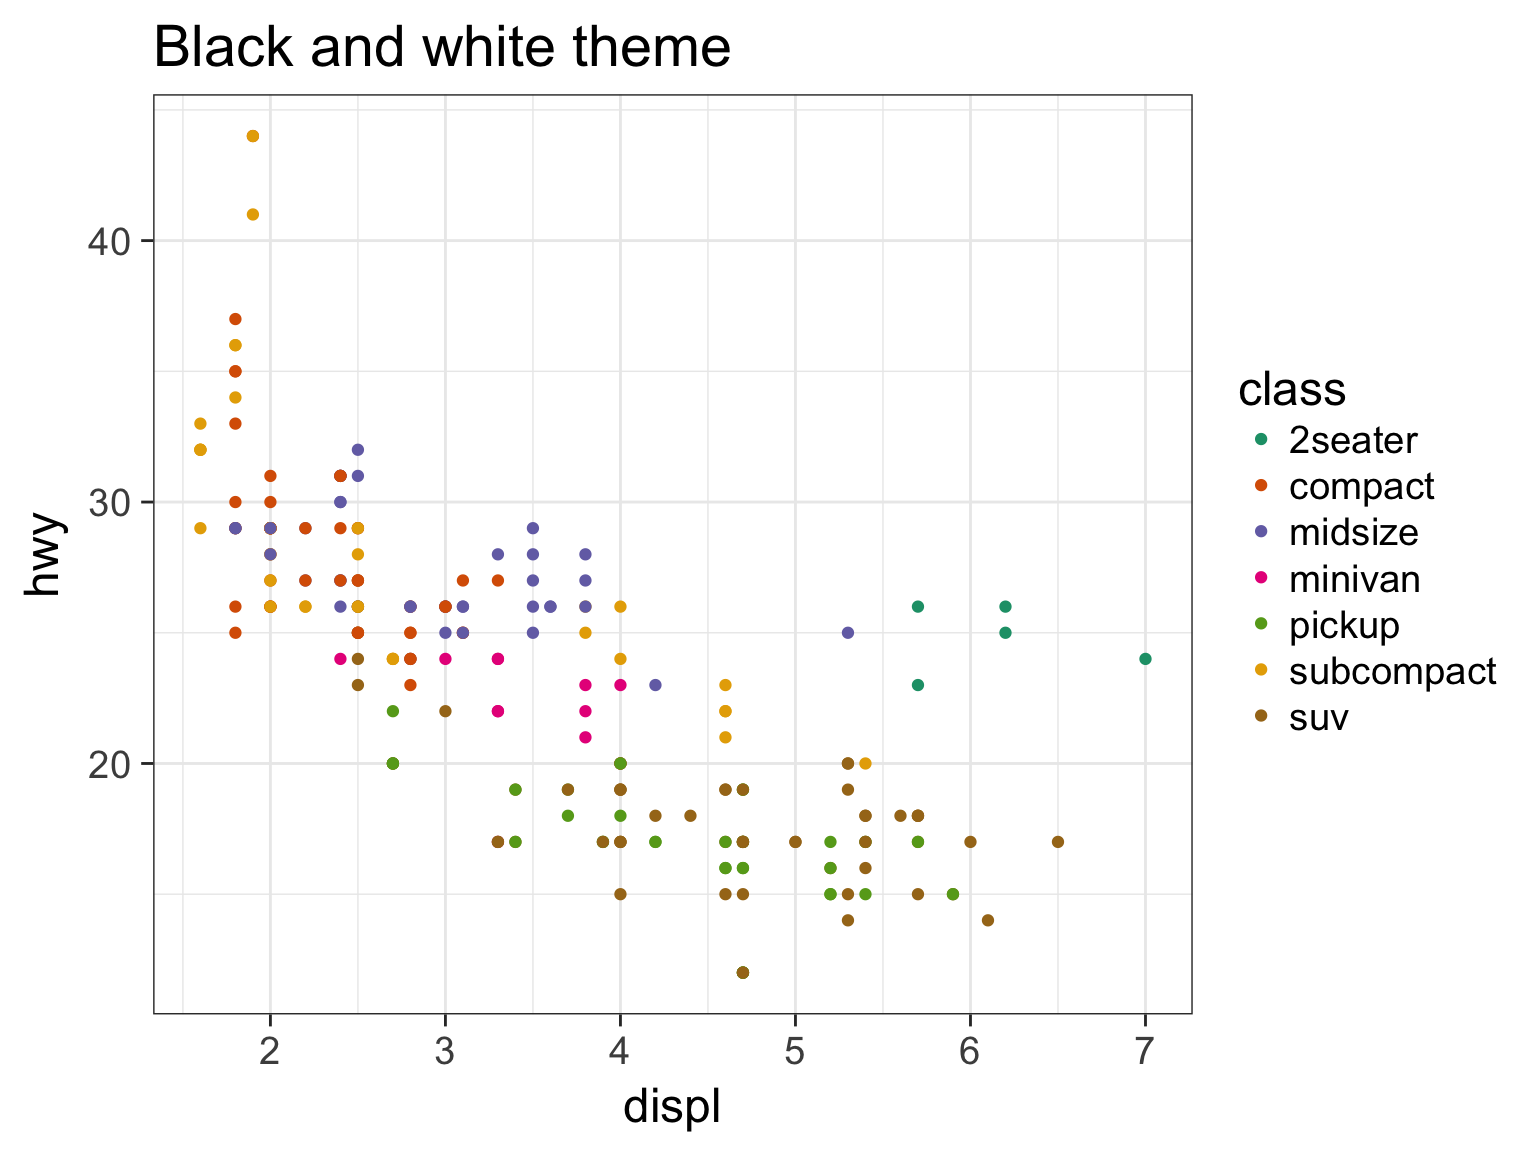 Black and white theme
40
30
20
hwy
2
3
4
5
6
7
displ
class
2seater
compact
midsize
minivan
pickup
subcompact
suv